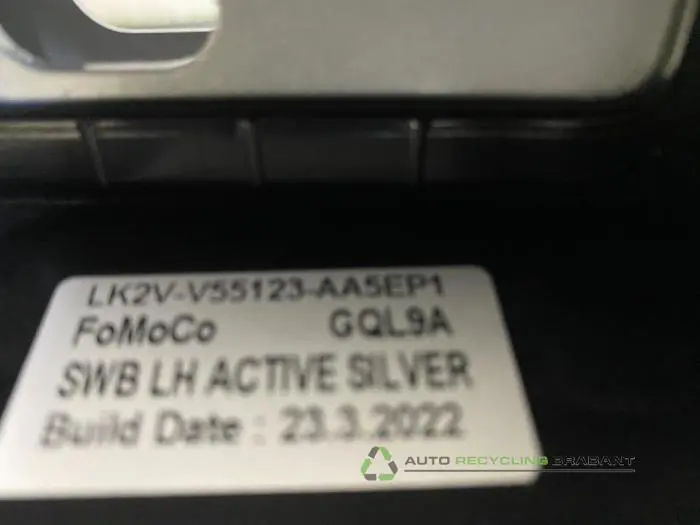 LK2V-V55123-AA5EP1
FoMoCo GQL9A
SWB LH ACTIVE SILVER
Build Date : 23.3.2022
AUTO RECYCLING BRABANT